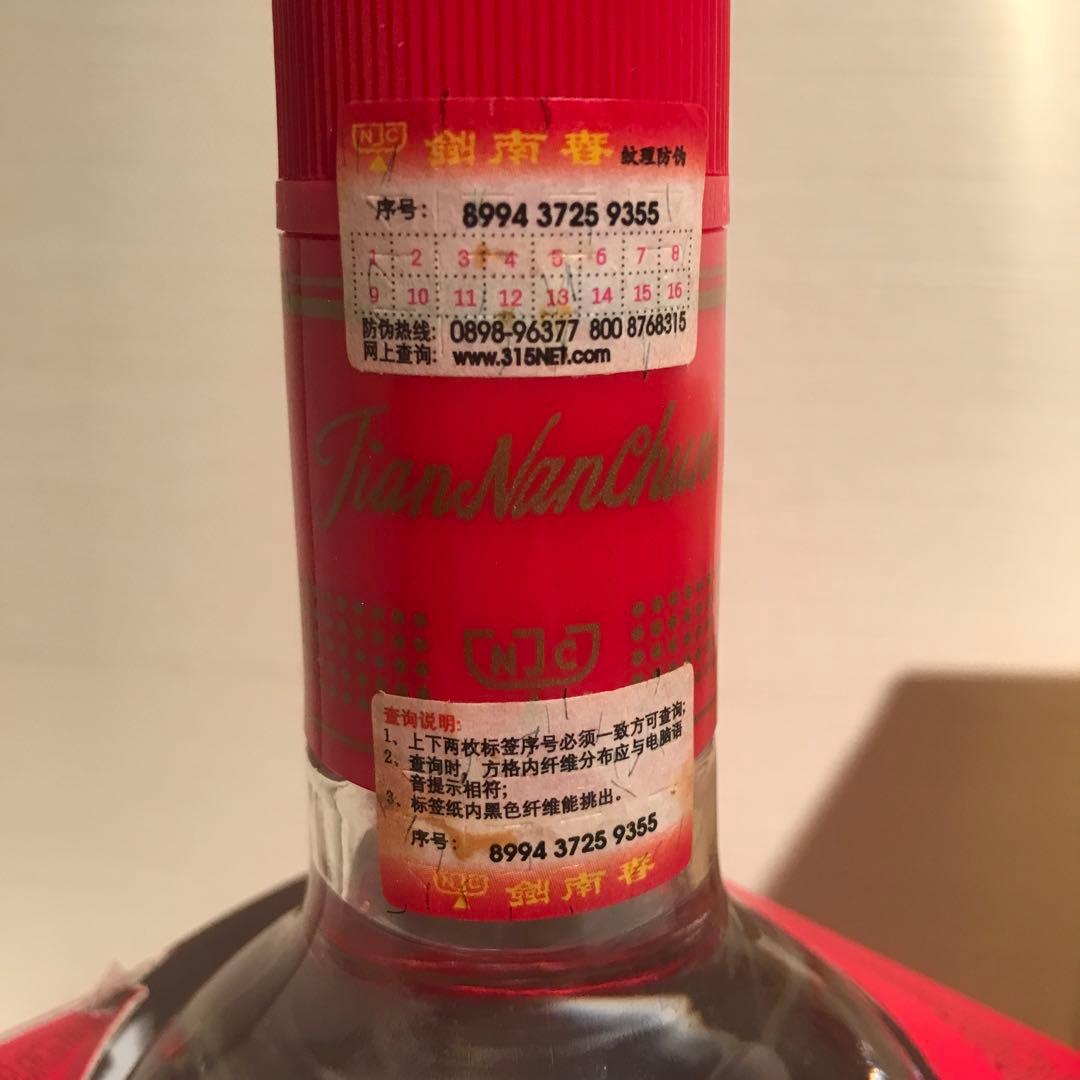 NJC 剑南春 纹理防伪
序号: 8994 3725 9355
1 2 3 4 5 6 7 8
9 10 11 12 13 14 15 16
防伪热线: 0898-96377 800 8768315
网上查询: www.315NET.com
JianNanChun
NJC
查询说明:
1、上下两枚标签序号必须一致方可查询;
2、查询时，方格内纤维分布应与电脑语
音提示相符;
3、标签纸内黑色纤维能挑出。
序号: 8994 3725 9355
NJC 剑南春